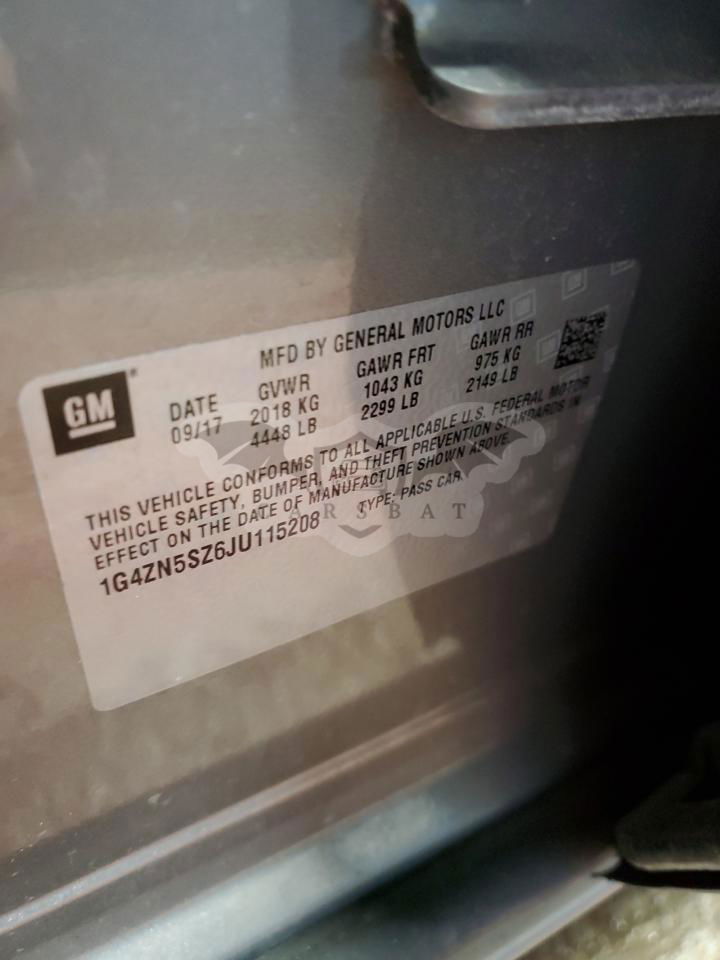 MFD BY GENERAL MOTORS LLC
GM
DATE GVWR GAWR FRT GAWR RR
09/17 2018 KG 1043 KG 975 KG
4448 LB 2299 LB 2149 LB
THIS VEHICLE CONFORMS TO ALL APPLICABLE U.S. FEDERAL MOTOR
VEHICLE SAFETY, BUMPER, AND THEFT PREVENTION STANDARDS IN
EFFECT ON THE DATE OF MANUFACTURE SHOWN ABOVE.
1G4ZN5SZ6JU115208 TYPE: PASS CAR
ARSBAT